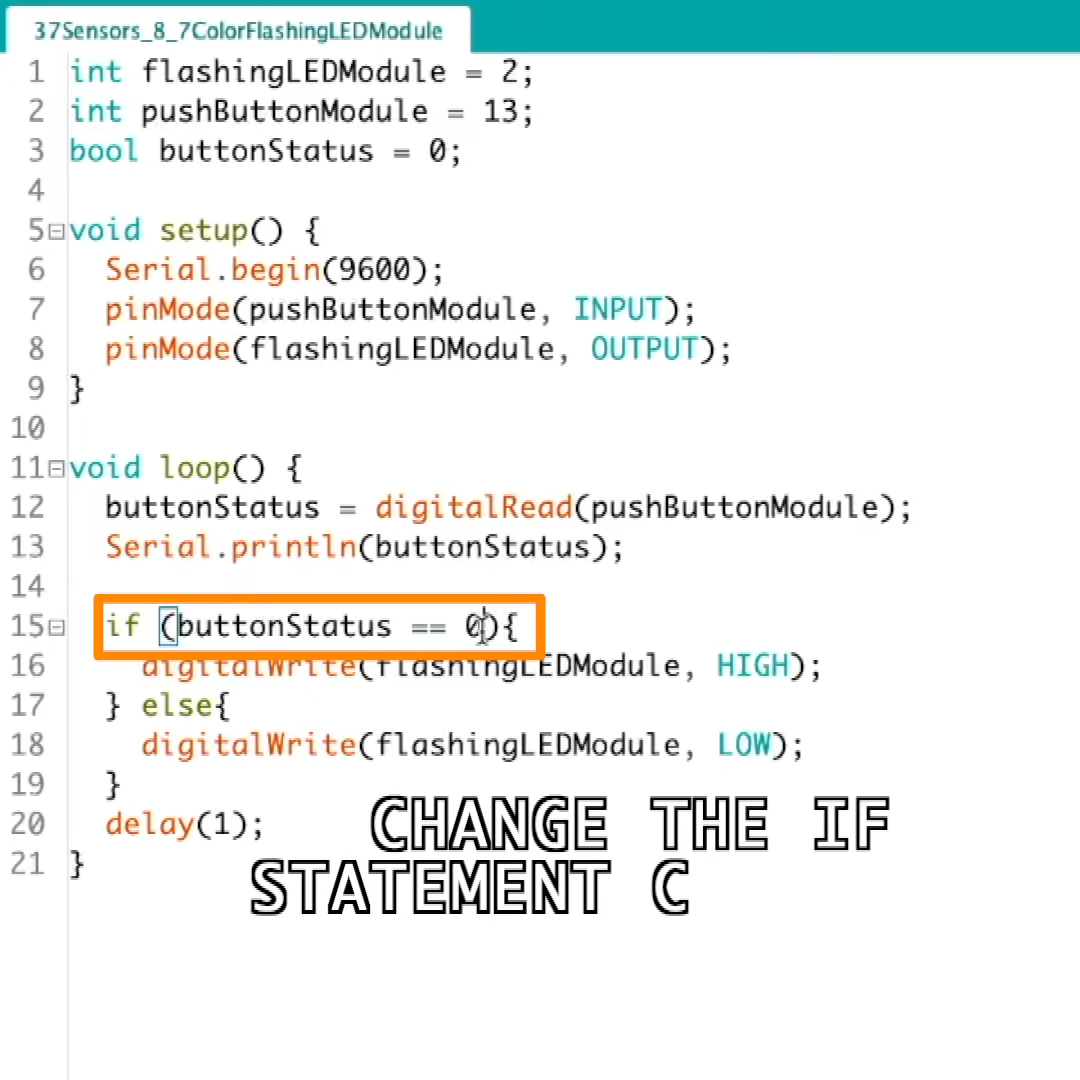 37Sensors_8_7ColorFlashingLEDModule
1 int flashingLEDModule = 2;
2 int pushButtonModule = 13;
3 bool buttonStatus = 0;
4
5 void setup() {
6 Serial.begin(9600);
7 pinMode(pushButtonModule, INPUT);
8 pinMode(flashingLEDModule, OUTPUT);
9 }
10
11 void loop() {
12 buttonStatus = digitalRead(pushButtonModule);
13 Serial.println(buttonStatus);
14
15 if (buttonStatus == 0){
16 digitalWrite(flashingLEDModule, HIGH);
17 } else{
18 digitalWrite(flashingLEDModule, LOW);
19 }
20 delay(1);
21 }
CHANGE THE IF
STATEMENT C